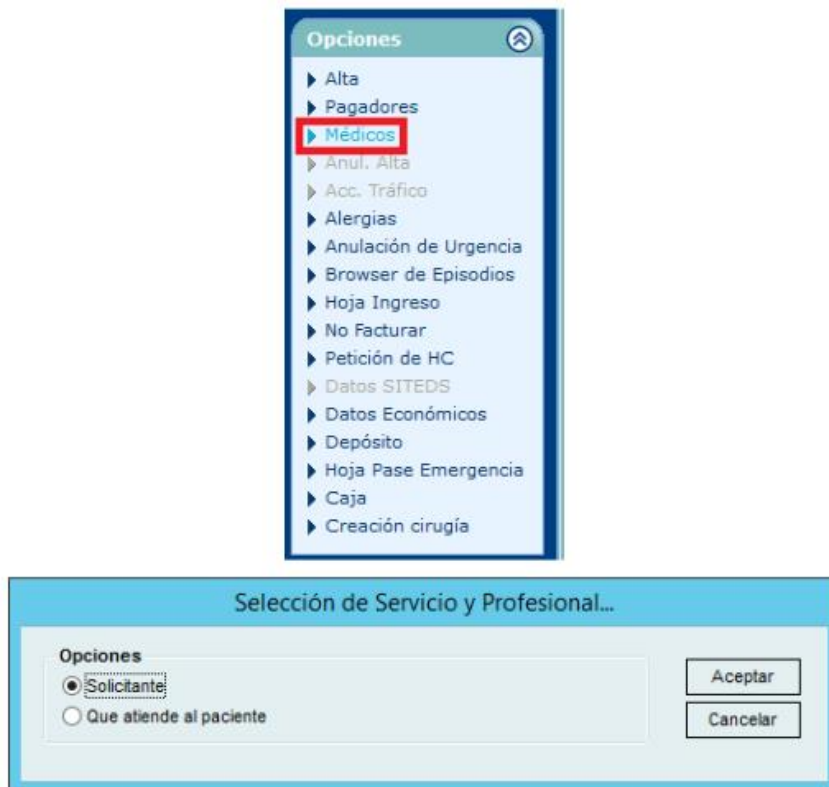 Opciones
Alta
Pagadores
Médicos
Anul. Alta
Acc. Tráfico
Alergias
Anulación de Urgencia
Browser de Episodios
Hoja Ingreso
No Facturar
Petición de HC
Datos SITEDS
Datos Económicos
Depósito
Hoja Pase Emergencia
Caja
Creación cirugía
Selección de Servicio y Profesional...
Opciones
Solicitante
Que atiende al paciente
Aceptar
Cancelar